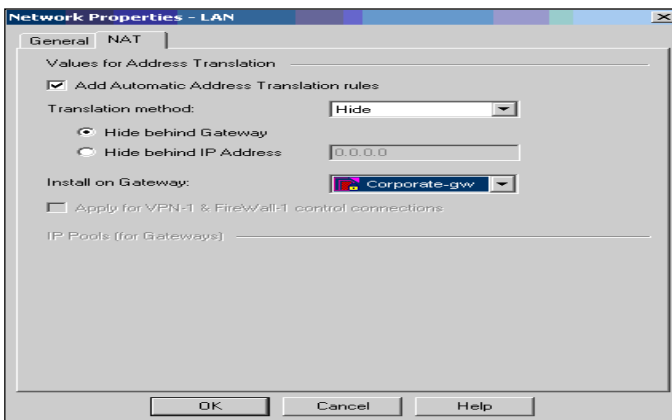 Network Properties - LAN
General NAT
Values for Address Translation
Add Automatic Address Translation rules
Translation method: Hide
Hide behind Gateway
Hide behind IP Address 0.0.0.0
Install on Gateway: Corporate-gw
Apply for VPN-1 & FireWall-1 control connections
IP Pools (for Gateways)
OK Cancel Help